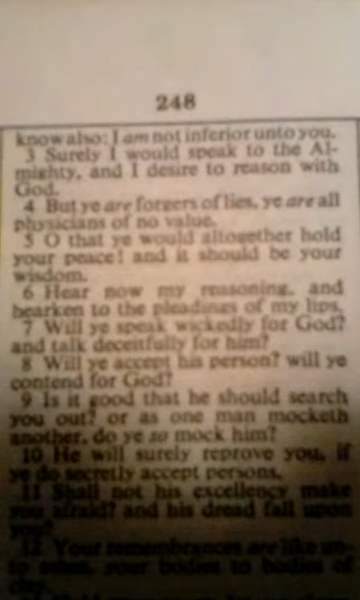 248
know also: I am not inferior unto you.
3 Surely I would speak to the Al-
mighty, and I desire to reason with
God.
4 But ye are forgers of lies, ye are all
physicians of no value.
5 O that ye would altogether hold
your peace! and it should be your
wisdom.
6 Hear now my reasoning, and
hearken to the pleadings of my lips.
7 Will ye speak wickedly for God?
and talk deceitfully for him?
8 Will ye accept his person? will ye
contend for God?
9 Is it good that he should search
you out? or as one man mocketh
another, do ye so mock him?
10 He will surely reprove you, if
ye do secretly accept persons.
11 Shall not his excellency make
you afraid? and his dread fall upon
you?
12 Your remembrances are like un-
to ashes, your bodies to bodies of
clay.